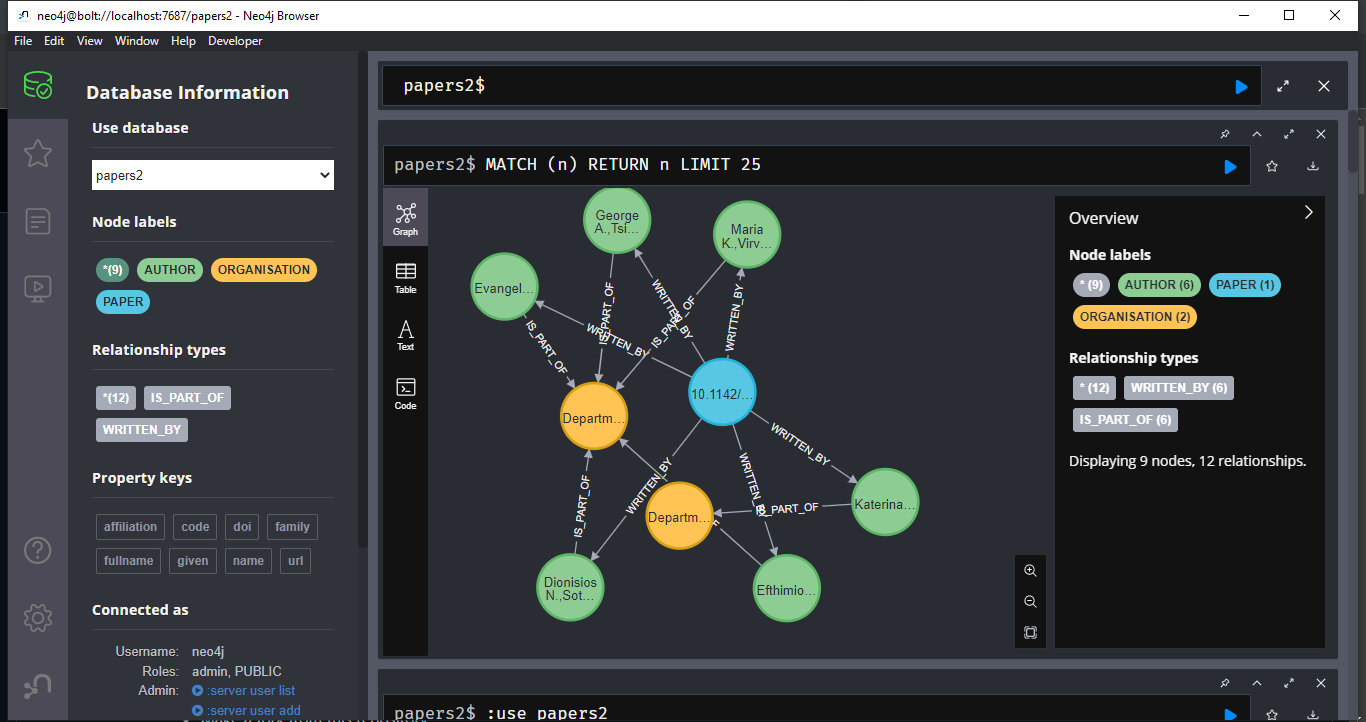 neo4j@bolt://localhost:7687/papers2 - Neo4j Browser
File Edit View Window Help Developer
Database Information
Use database
papers2
Node labels
*(9) AUTHOR ORGANISATION
PAPER
Relationship types
*(12) IS_PART_OF
WRITTEN_BY
Property keys
affiliation code doi family
fullname given name url
Connected as
Username: neo4j
Roles: admin, PUBLIC
Admin: :server user list
:server user add
papers2$
papers2$ MATCH (n) RETURN n LIMIT 25
Graph
Table
Text
Code
George
A.,Tsi...
Maria
K.,Virv...
Evangel...
IS_PART_OF
WRITTEN_BY
IS_PART_OF
WRITTEN_BY
IS_PART_OF
WRITTEN_BY
10.1142/...
Departm...
WRITTEN_BY
WRITTEN_BY
WRITTEN_BY
IS_PART_OF
IS_PART_OF
Departm...
Katerina...
Dionisios
N.,Sot...
Efthimio...
Overview
Node labels
* (9) AUTHOR (6) PAPER (1)
ORGANISATION (2)
Relationship types
* (12) WRITTEN_BY (6)
IS_PART_OF (6)
Displaying 9 nodes, 12 relationships.
papers2$ :use papers2